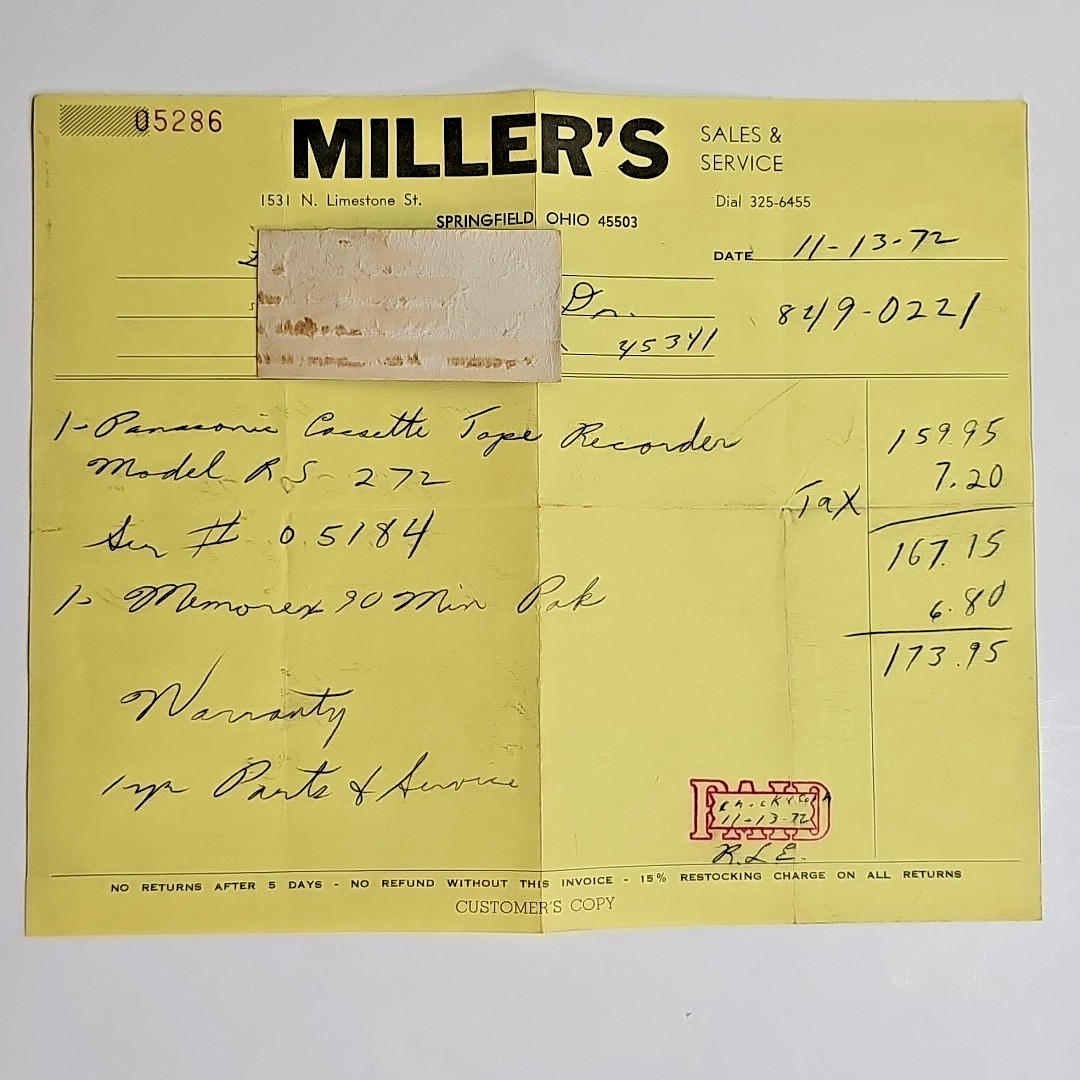 05286
MILLER'S SALES & SERVICE
1531 N. Limestone St. Dial 325-6455
SPRINGFIELD, OHIO 45503
DATE 11-13-72
Dr. 849-0221
45341
1- Panasonic Cassette Tape Recorder 159.95
Model RS-272 7.20
Tax
Ser # 05184 167.15
1- Memorex 90 Min Pak 6.80
173.95
Warranty
1 yr Parts & Service
PAID
11-13-72
R.L.E.
NO RETURNS AFTER 5 DAYS - NO REFUND WITHOUT THIS INVOICE - 15% RESTOCKING CHARGE ON ALL RETURNS
CUSTOMER'S COPY